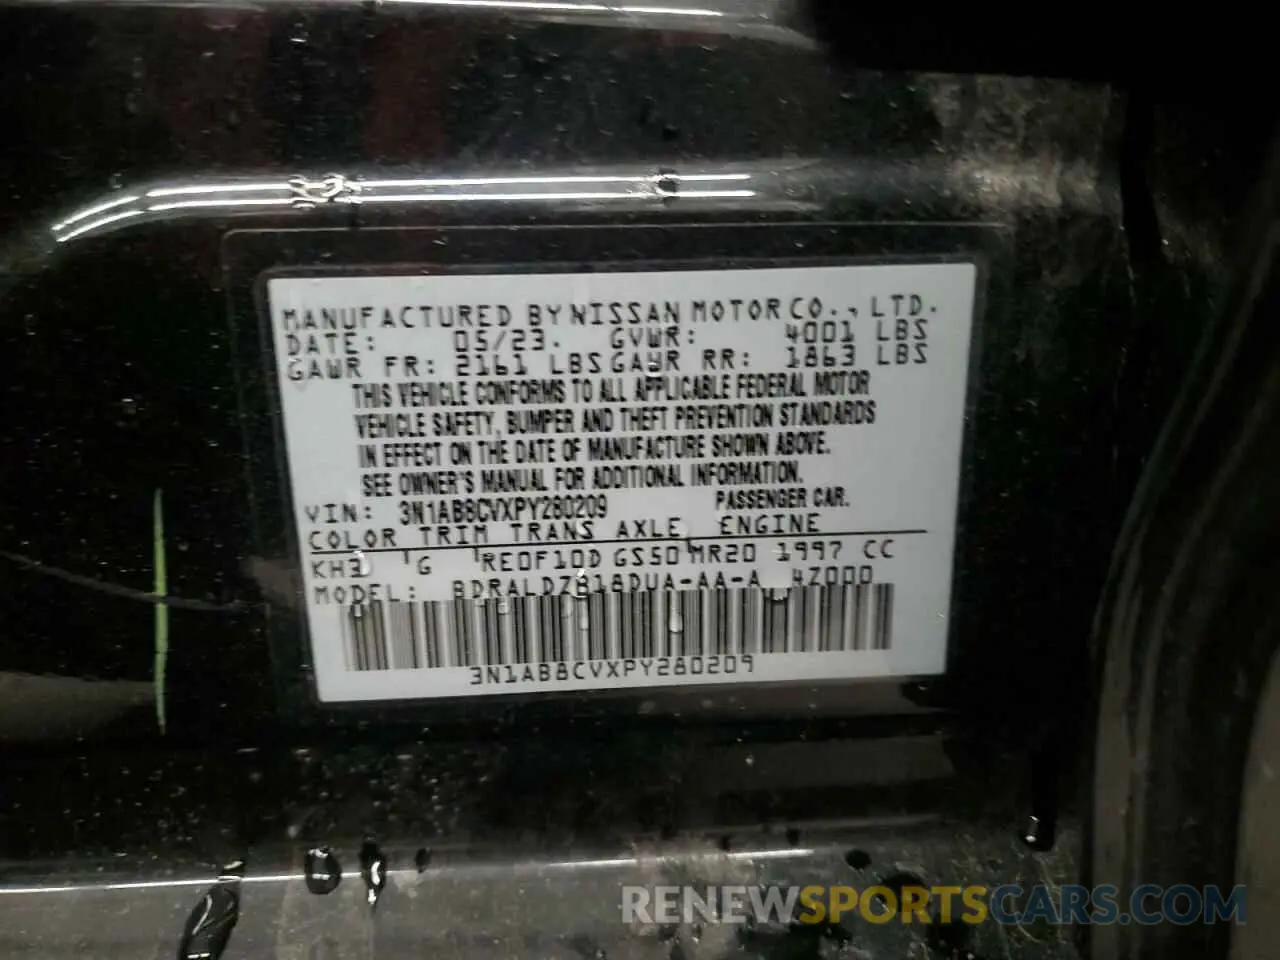 MANUFACTURED BY NISSAN MOTOR CO., LTD.
DATE: 05/23. GVWR: 4001 LBS
GAWR FR: 2161 LBS GAWR RR: 1863 LBS
THIS VEHICLE CONFORMS TO ALL APPLICABLE FEDERAL MOTOR
VEHICLE SAFETY, BUMPER AND THEFT PREVENTION STANDARDS
IN EFFECT ON THE DATE OF MANUFACTURE SHOWN ABOVE.
SEE OWNER'S MANUAL FOR ADDITIONAL INFORMATION.
VIN: 3N1AB8CVXPY280209 PASSENGER CAR.
COLOR TRIM TRANS AXLE ENGINE
KH3 G RE0F10D GS50 MR20 1997 CC
MODEL: BDRALDZB18DUA-AA-A 4Z000
3N1AB8CVXPY280209
RENEWSPORTSCARS.COM